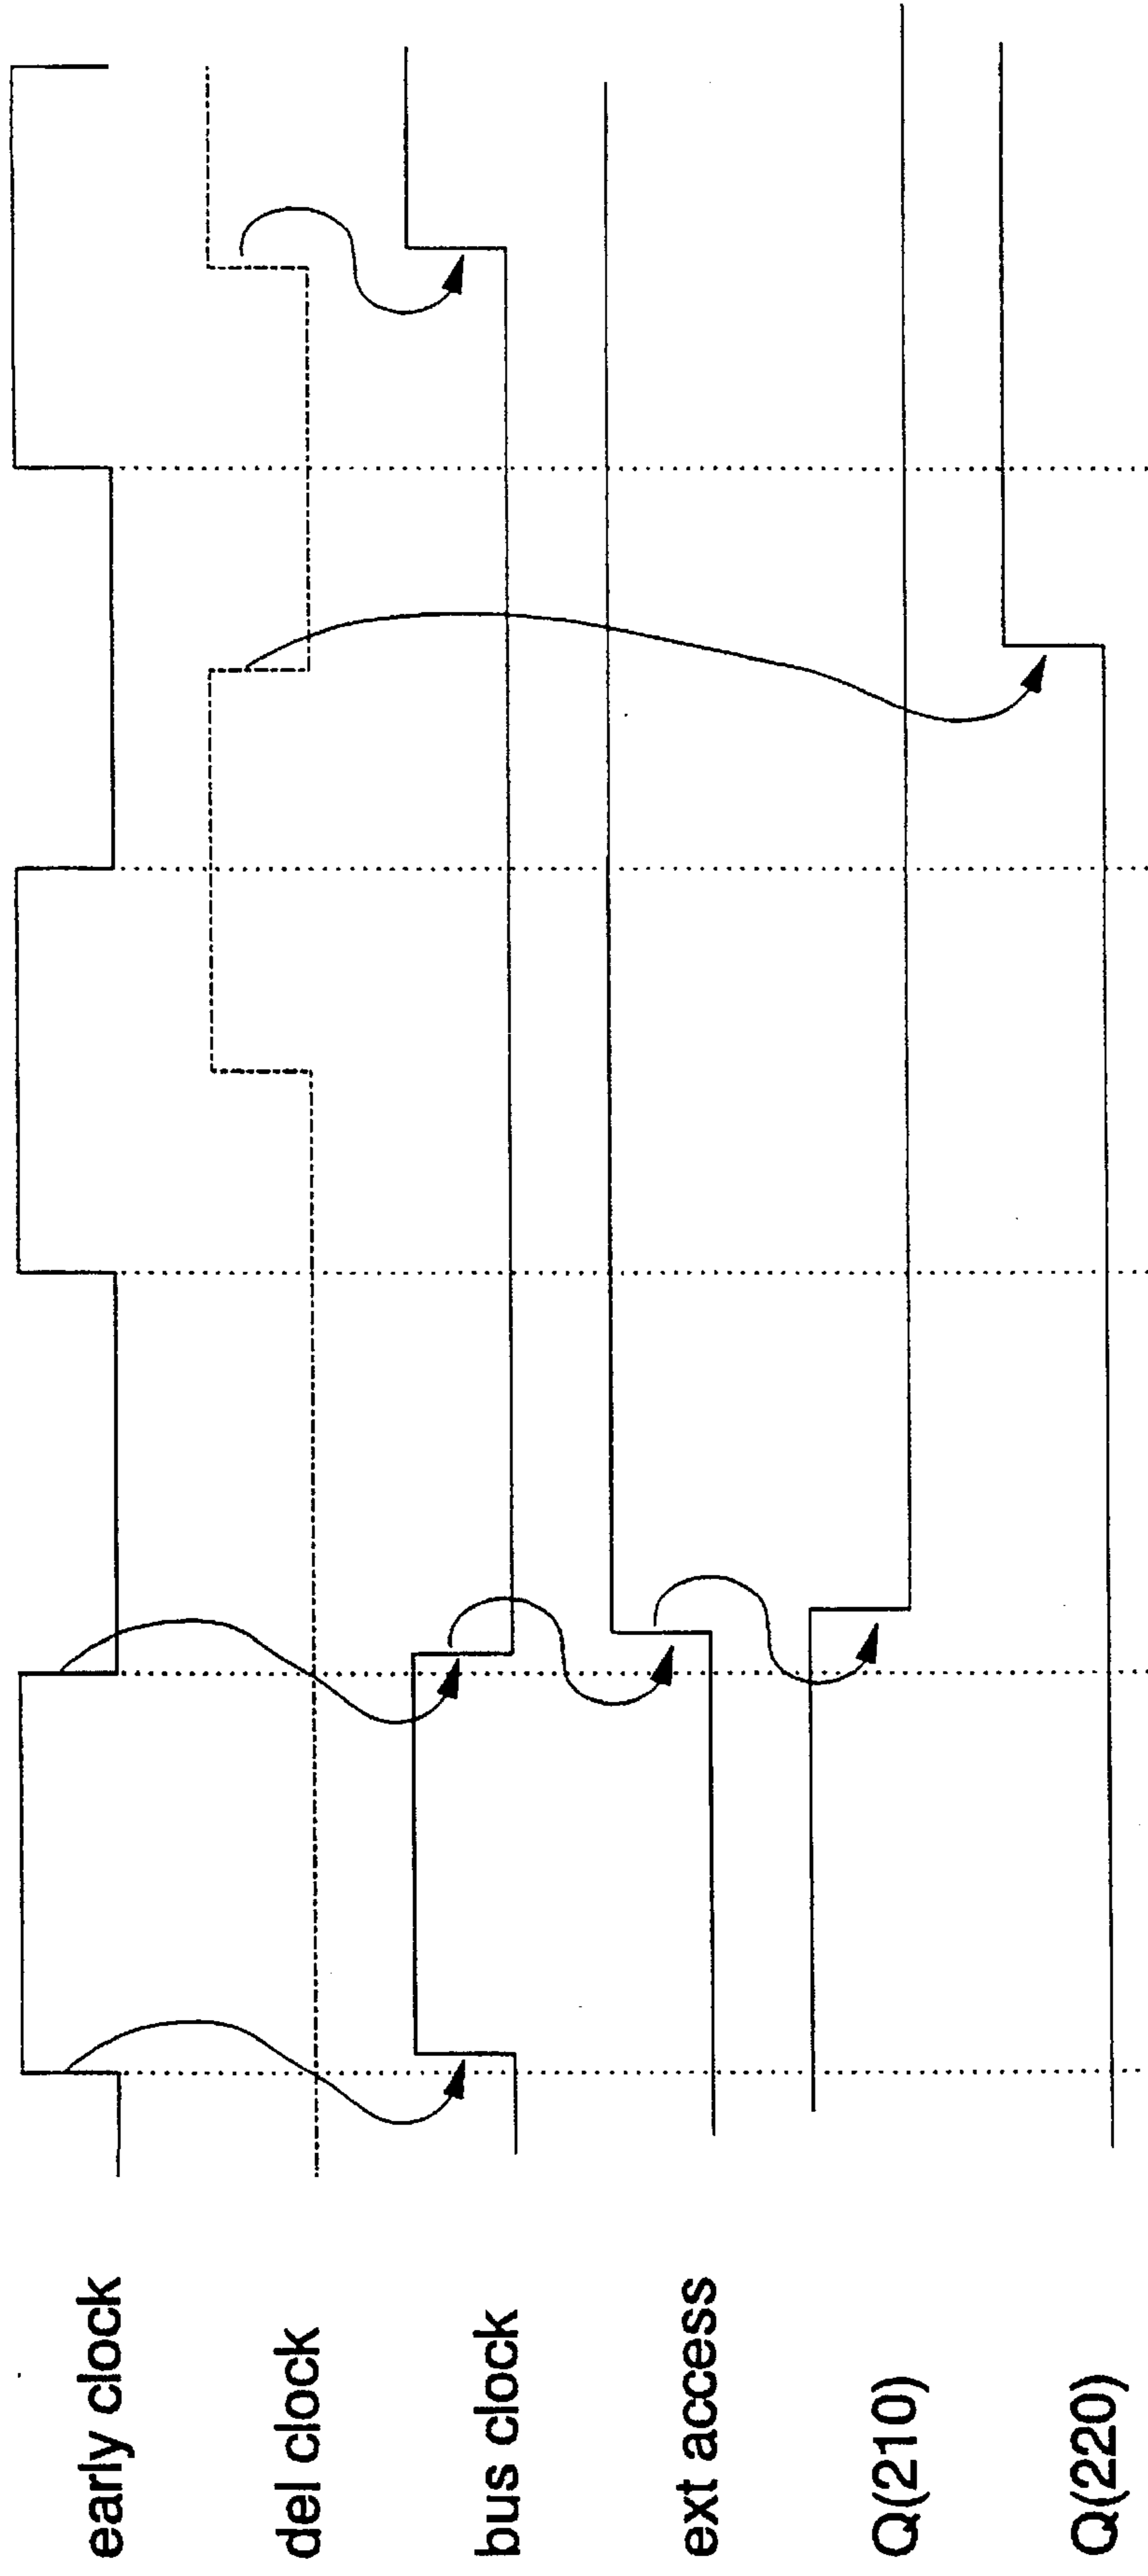 early clock
del clock
bus clock
ext access
Q(210)
Q(220)